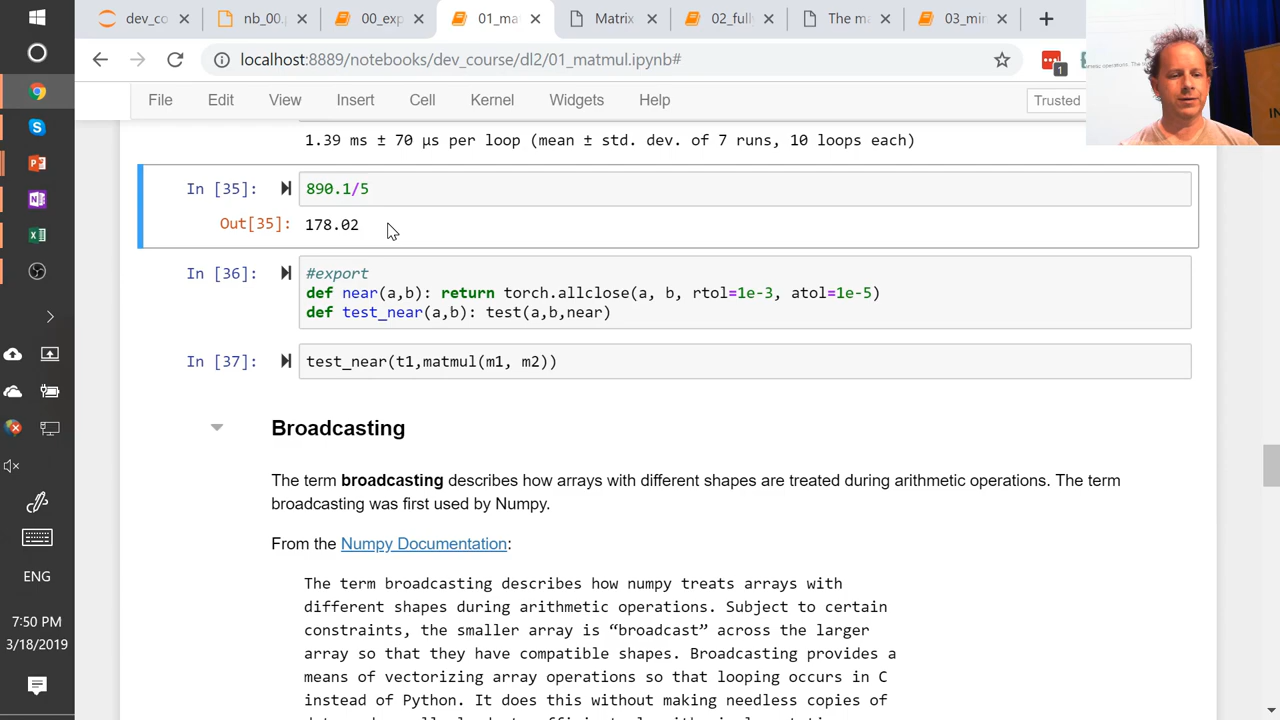 dev_co
nb_00.
00_exp
01_ma
Matrix
02_fully
The ma
03_min
localhost:8889/notebooks/dev_course/dl2/01_matmul.ipynb#
1
File Edit View Insert Cell Kernel Widgets Help
Trusted
1.39 ms ± 70 µs per loop (mean ± std. dev. of 7 runs, 10 loops each)
In [35]: 890.1/5
Out[35]: 178.02
In [36]: #export
def near(a,b): return torch.allclose(a, b, rtol=1e-3, atol=1e-5)
def test_near(a,b): test(a,b,near)
In [37]: test_near(t1,matmul(m1, m2))
Broadcasting
The term broadcasting describes how arrays with different shapes are treated during arithmetic operations. The term
broadcasting was first used by Numpy.
From the Numpy Documentation:
The term broadcasting describes how numpy treats arrays with
different shapes during arithmetic operations. Subject to certain
constraints, the smaller array is “broadcast” across the larger
array so that they have compatible shapes. Broadcasting provides a
means of vectorizing array operations so that looping occurs in C
instead of Python. It does this without making needless copies of
ENG
7:50 PM
3/18/2019